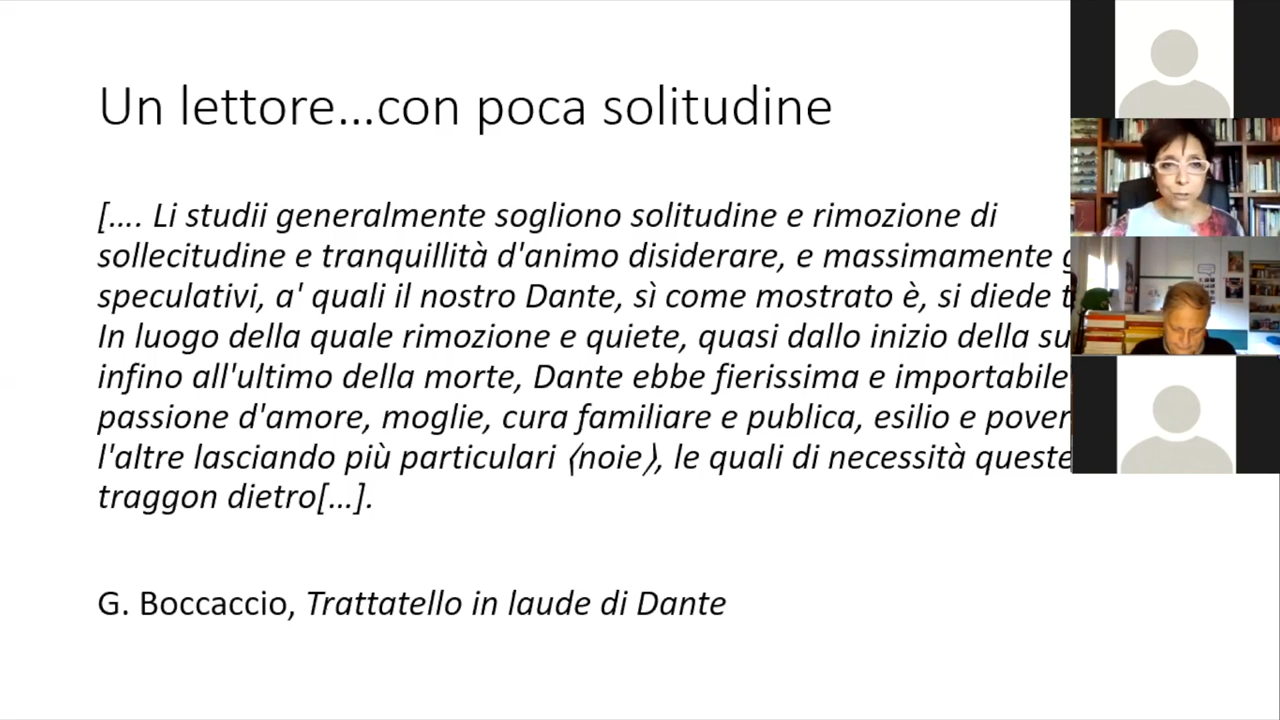 Un lettore...con poca solitudine
[.... Li studii generalmente sogliono solitudine e rimozione di
sollecitudine e tranquillità d'animo disiderare, e massimamente
speculativi, a' quali il nostro Dante, sì come mostrato è, si diede
In luogo della quale rimozione e quiete, quasi dallo inizio della
infino all'ultimo della morte, Dante ebbe fierissima e importabile
passione d'amore, moglie, cura familiare e publica, esilio e
l'altre lasciando più particulari ⟨noie⟩, le quali di necessità queste
traggon dietro[...].
G. Boccaccio, Trattatello in laude di Dante